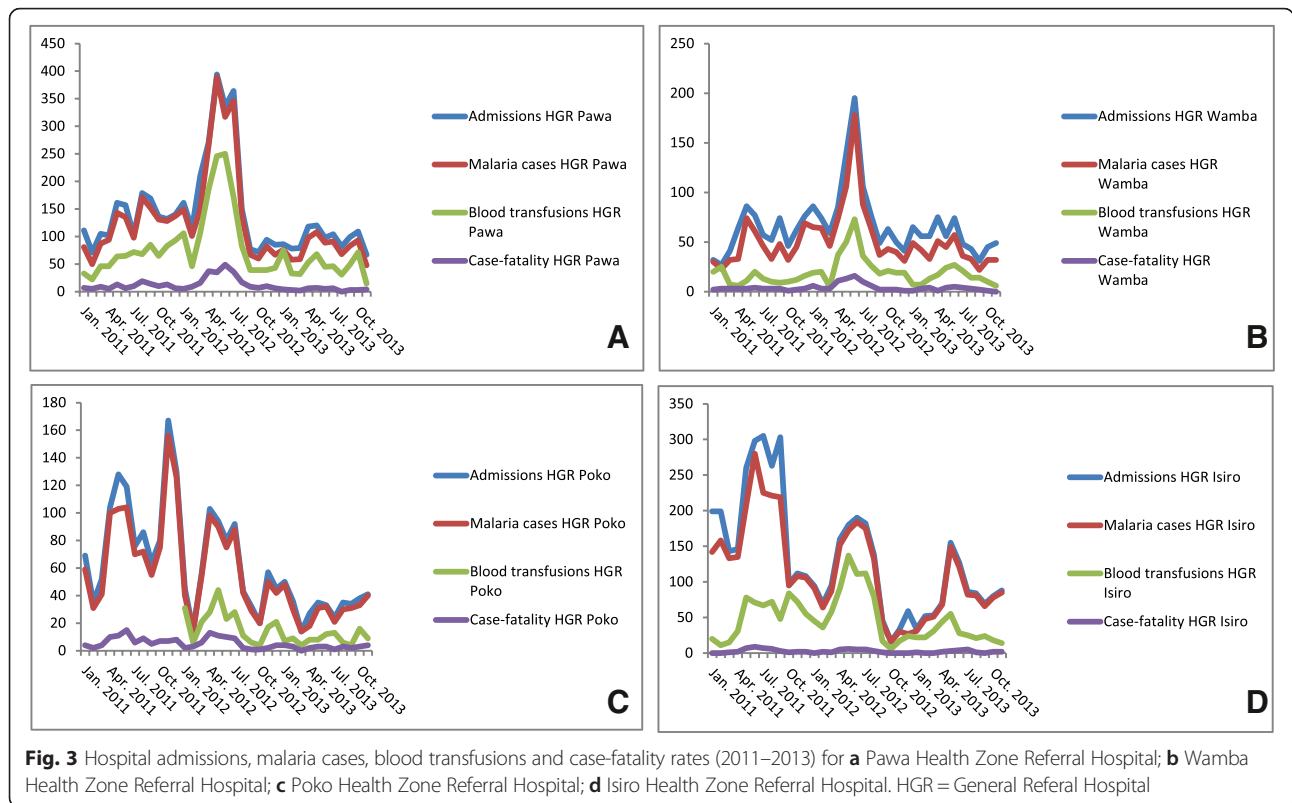 450
400
350
300
250
200
150
100
50
0
Jan. 2011
Apr. 2011
Jul. 2011
Oct. 2011
Jan. 2012
Apr. 2012
Jul. 2012
Oct. 2012
Jan. 2013
Apr. 2013
Jul. 2013
Oct. 2013
Admissions HGR Pawa
Malaria cases HGR Pawa
Blood transfusions HGR
Pawa
Case-fatality HGR Pawa
A
250
200
150
100
50
0
Jan. 2011
Apr. 2011
Jul. 2011
Oct. 2011
Jan. 2012
Apr. 2012
Jul. 2012
Oct. 2012
Jan. 2013
Apr. 2013
Jul. 2013
Oct. 2013
Admissions HGR Wamba
Malaria cases HGR
Wamba
Blood transfusions HGR
Wamba
Case-fatality HGR
Wamba
B
180
160
140
120
100
80
60
40
20
0
Jan. 2011
Apr. 2011
Jul. 2011
Oct. 2011
Jan. 2012
Apr. 2012
Jul. 2012
Oct. 2012
Jan. 2013
Apr. 2013
Jul. 2013
Oct. 2013
Admissions HGR Poko
Malaria cases HGR Poko
Blood transfusions HGR
Poko
Case-fatality HGR Poko
C
350
300
250
200
150
100
50
0
Jan. 2011
Apr. 2011
Jul. 2011
Oct. 2011
Jan. 2012
Apr. 2012
Jul. 2012
Oct. 2012
Jan. 2013
Apr. 2013
Jul. 2013
Oct. 2013
Admissions HGR Isiro
Malaria cases HGR Isiro
Blood transfusions HGR
Isiro
Case-fatality HGR Isiro
D
Fig. 3 Hospital admissions, malaria cases, blood transfusions and case-fatality rates (2011–2013) for a Pawa Health Zone Referral Hospital; b Wamba
Health Zone Referral Hospital; c Poko Health Zone Referral Hospital; d Isiro Health Zone Referral Hospital. HGR = General Referal Hospital